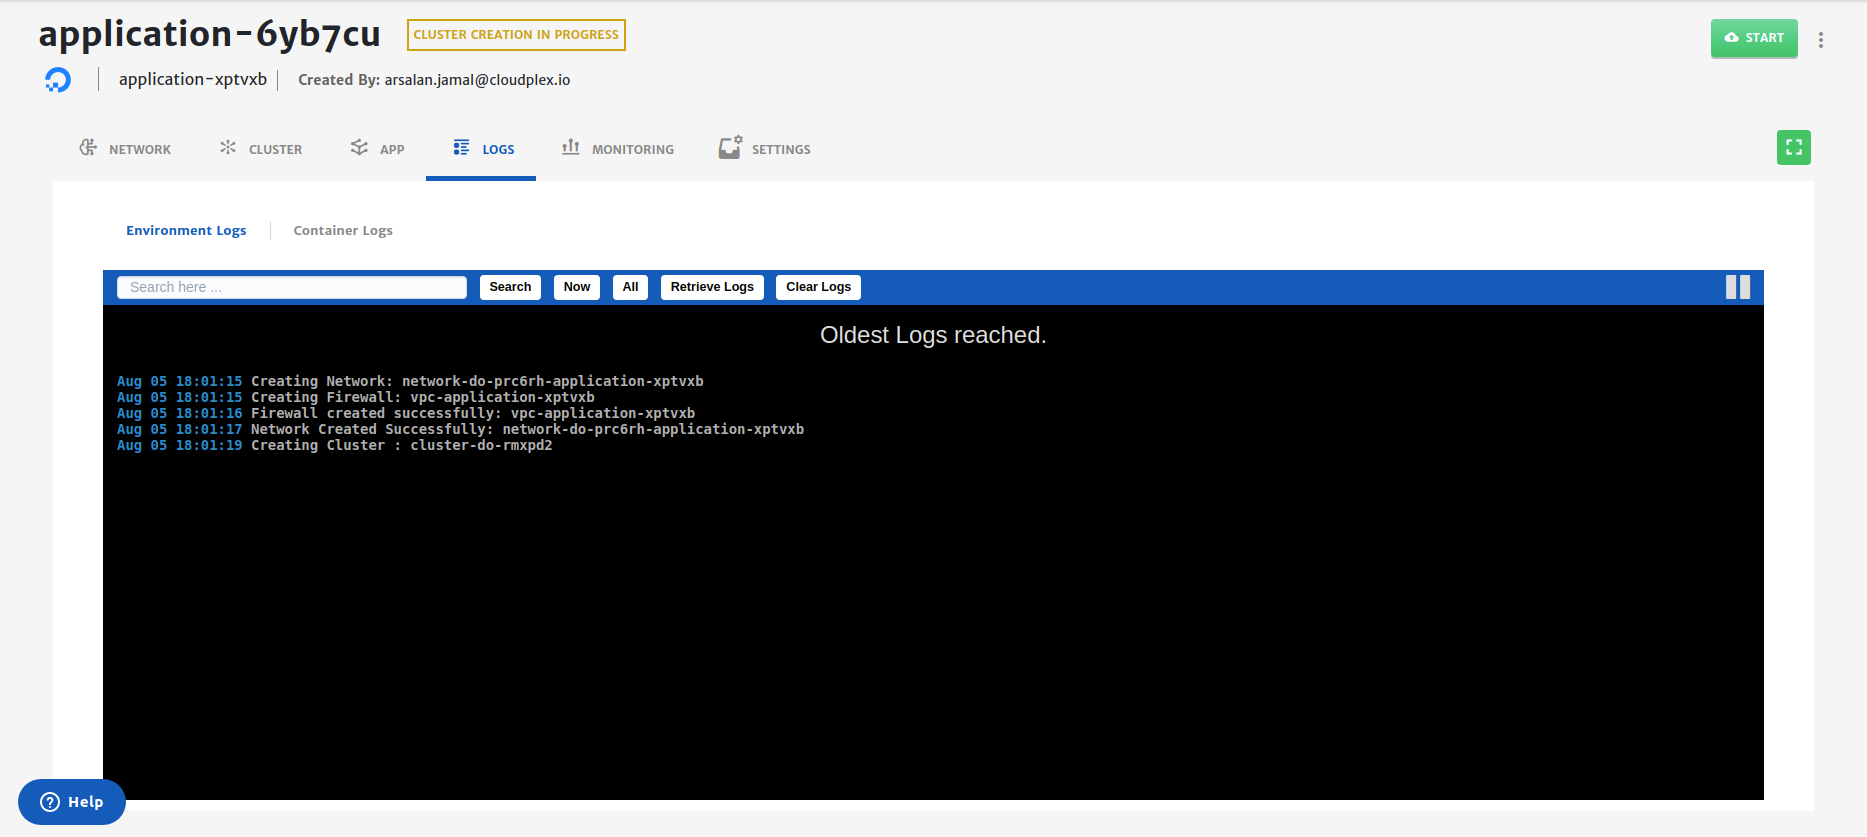 application-6yb7cu CLUSTER CREATION IN PROGRESS START
application-xptvxb Created By: arsalan.jamal@cloudplex.io
NETWORK CLUSTER APP LOGS MONITORING SETTINGS
Environment Logs Container Logs
Search here ... Search Now All Retrieve Logs Clear Logs
Oldest Logs reached.
Aug 05 18:01:15 Creating Network: network-do-prc6rh-application-xptvxb
Aug 05 18:01:15 Creating Firewall: vpc-application-xptvxb
Aug 05 18:01:16 Firewall created successfully: vpc-application-xptvxb
Aug 05 18:01:17 Network Created Successfully: network-do-prc6rh-application-xptvxb
Aug 05 18:01:19 Creating Cluster : cluster-do-rmxpd2
? Help